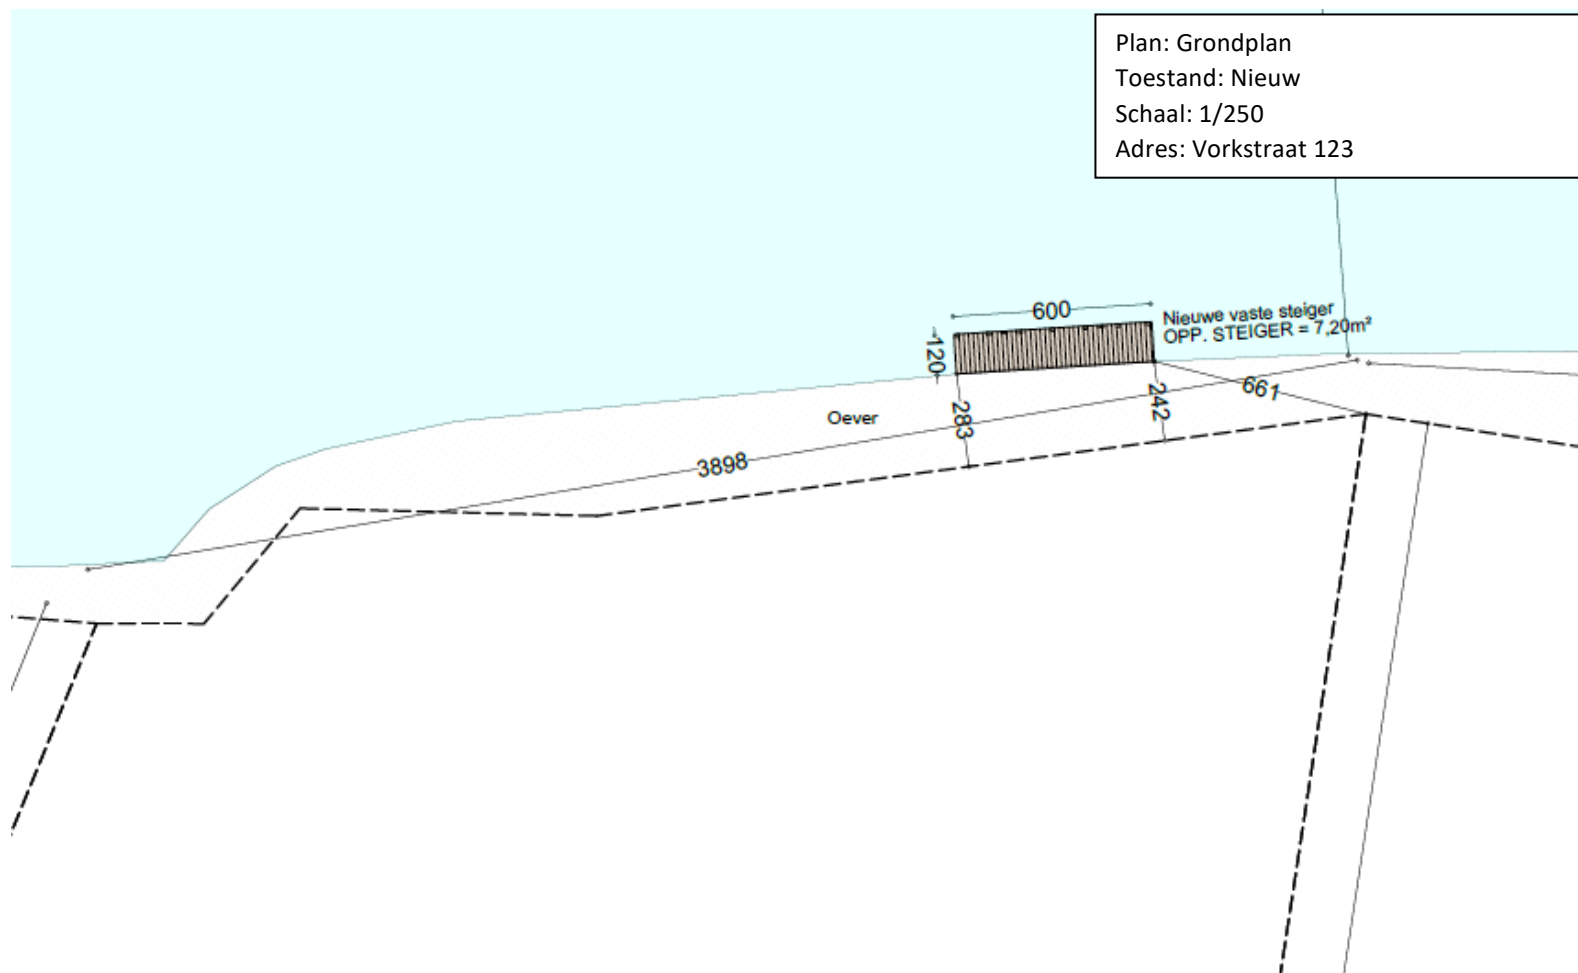 Plan: Grondplan
Toestand: Nieuw
Schaal: 1/250
Adres: Vorkstraat 123
600
Nieuwe vaste steiger
OPP. STEIGER = 7,20m²
120
661
242
283
Oever
3898